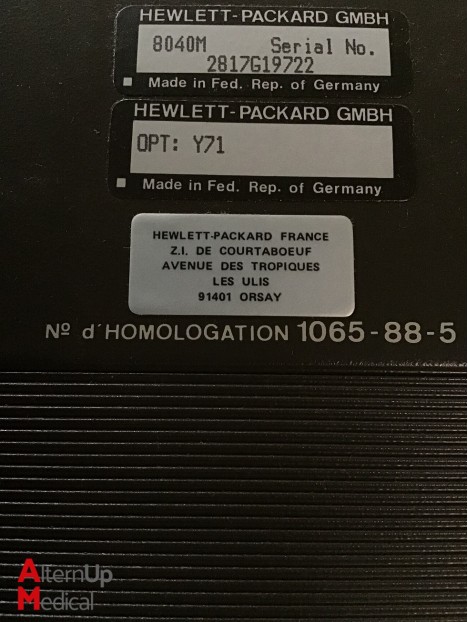 HEWLETT-PACKARD GMBH
8040M Serial No.
2817G19722
Made in Fed. Rep. of Germany
HEWLETT-PACKARD GMBH
OPT: Y71
Made in Fed. Rep. of Germany
HEWLETT-PACKARD FRANCE
Z.I. DE COURTABOEUF
AVENUE DES TROPIQUES
LES ULIS
91401 ORSAY
Nº d'HOMOLOGATION 1065-88-5
AlternUp
Medical